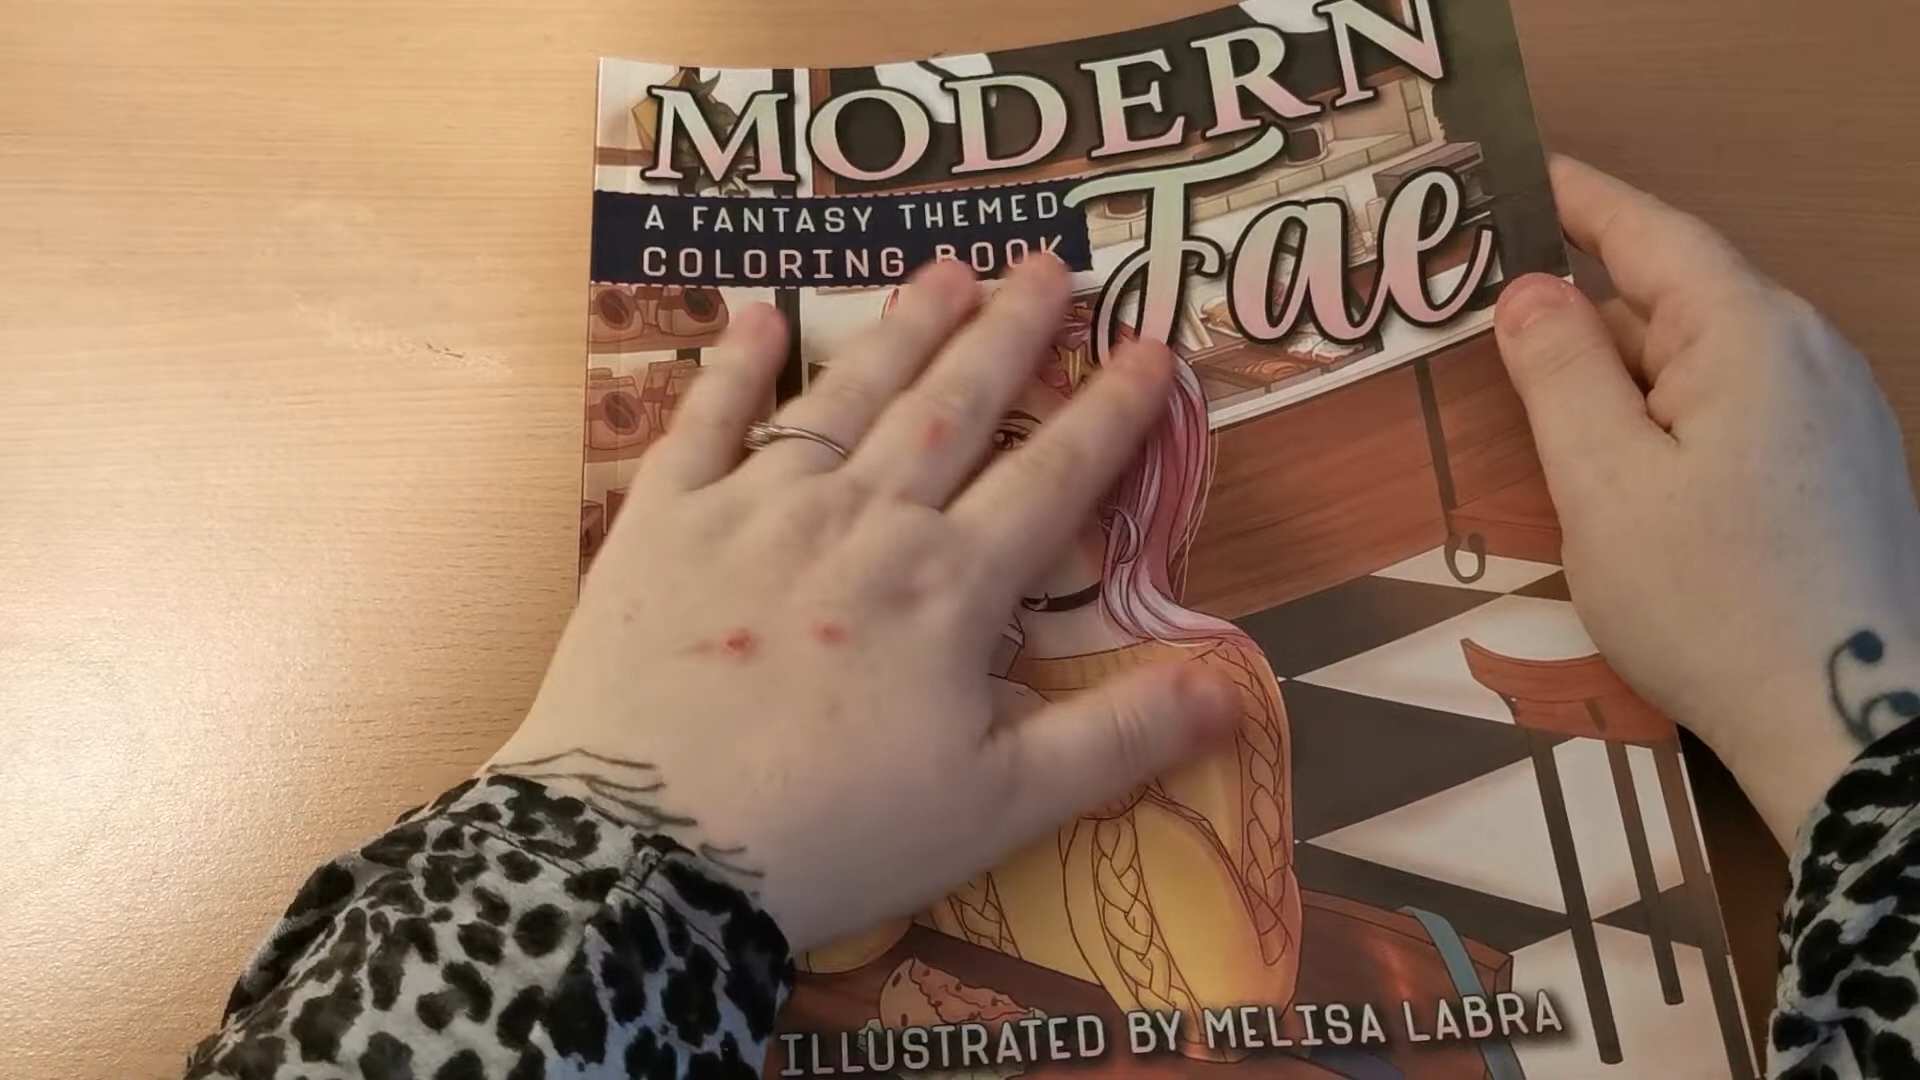 MODERN
Fae
A FANTASY THEMED
COLORING BOOK
ILLUSTRATED BY MELISA LABRA